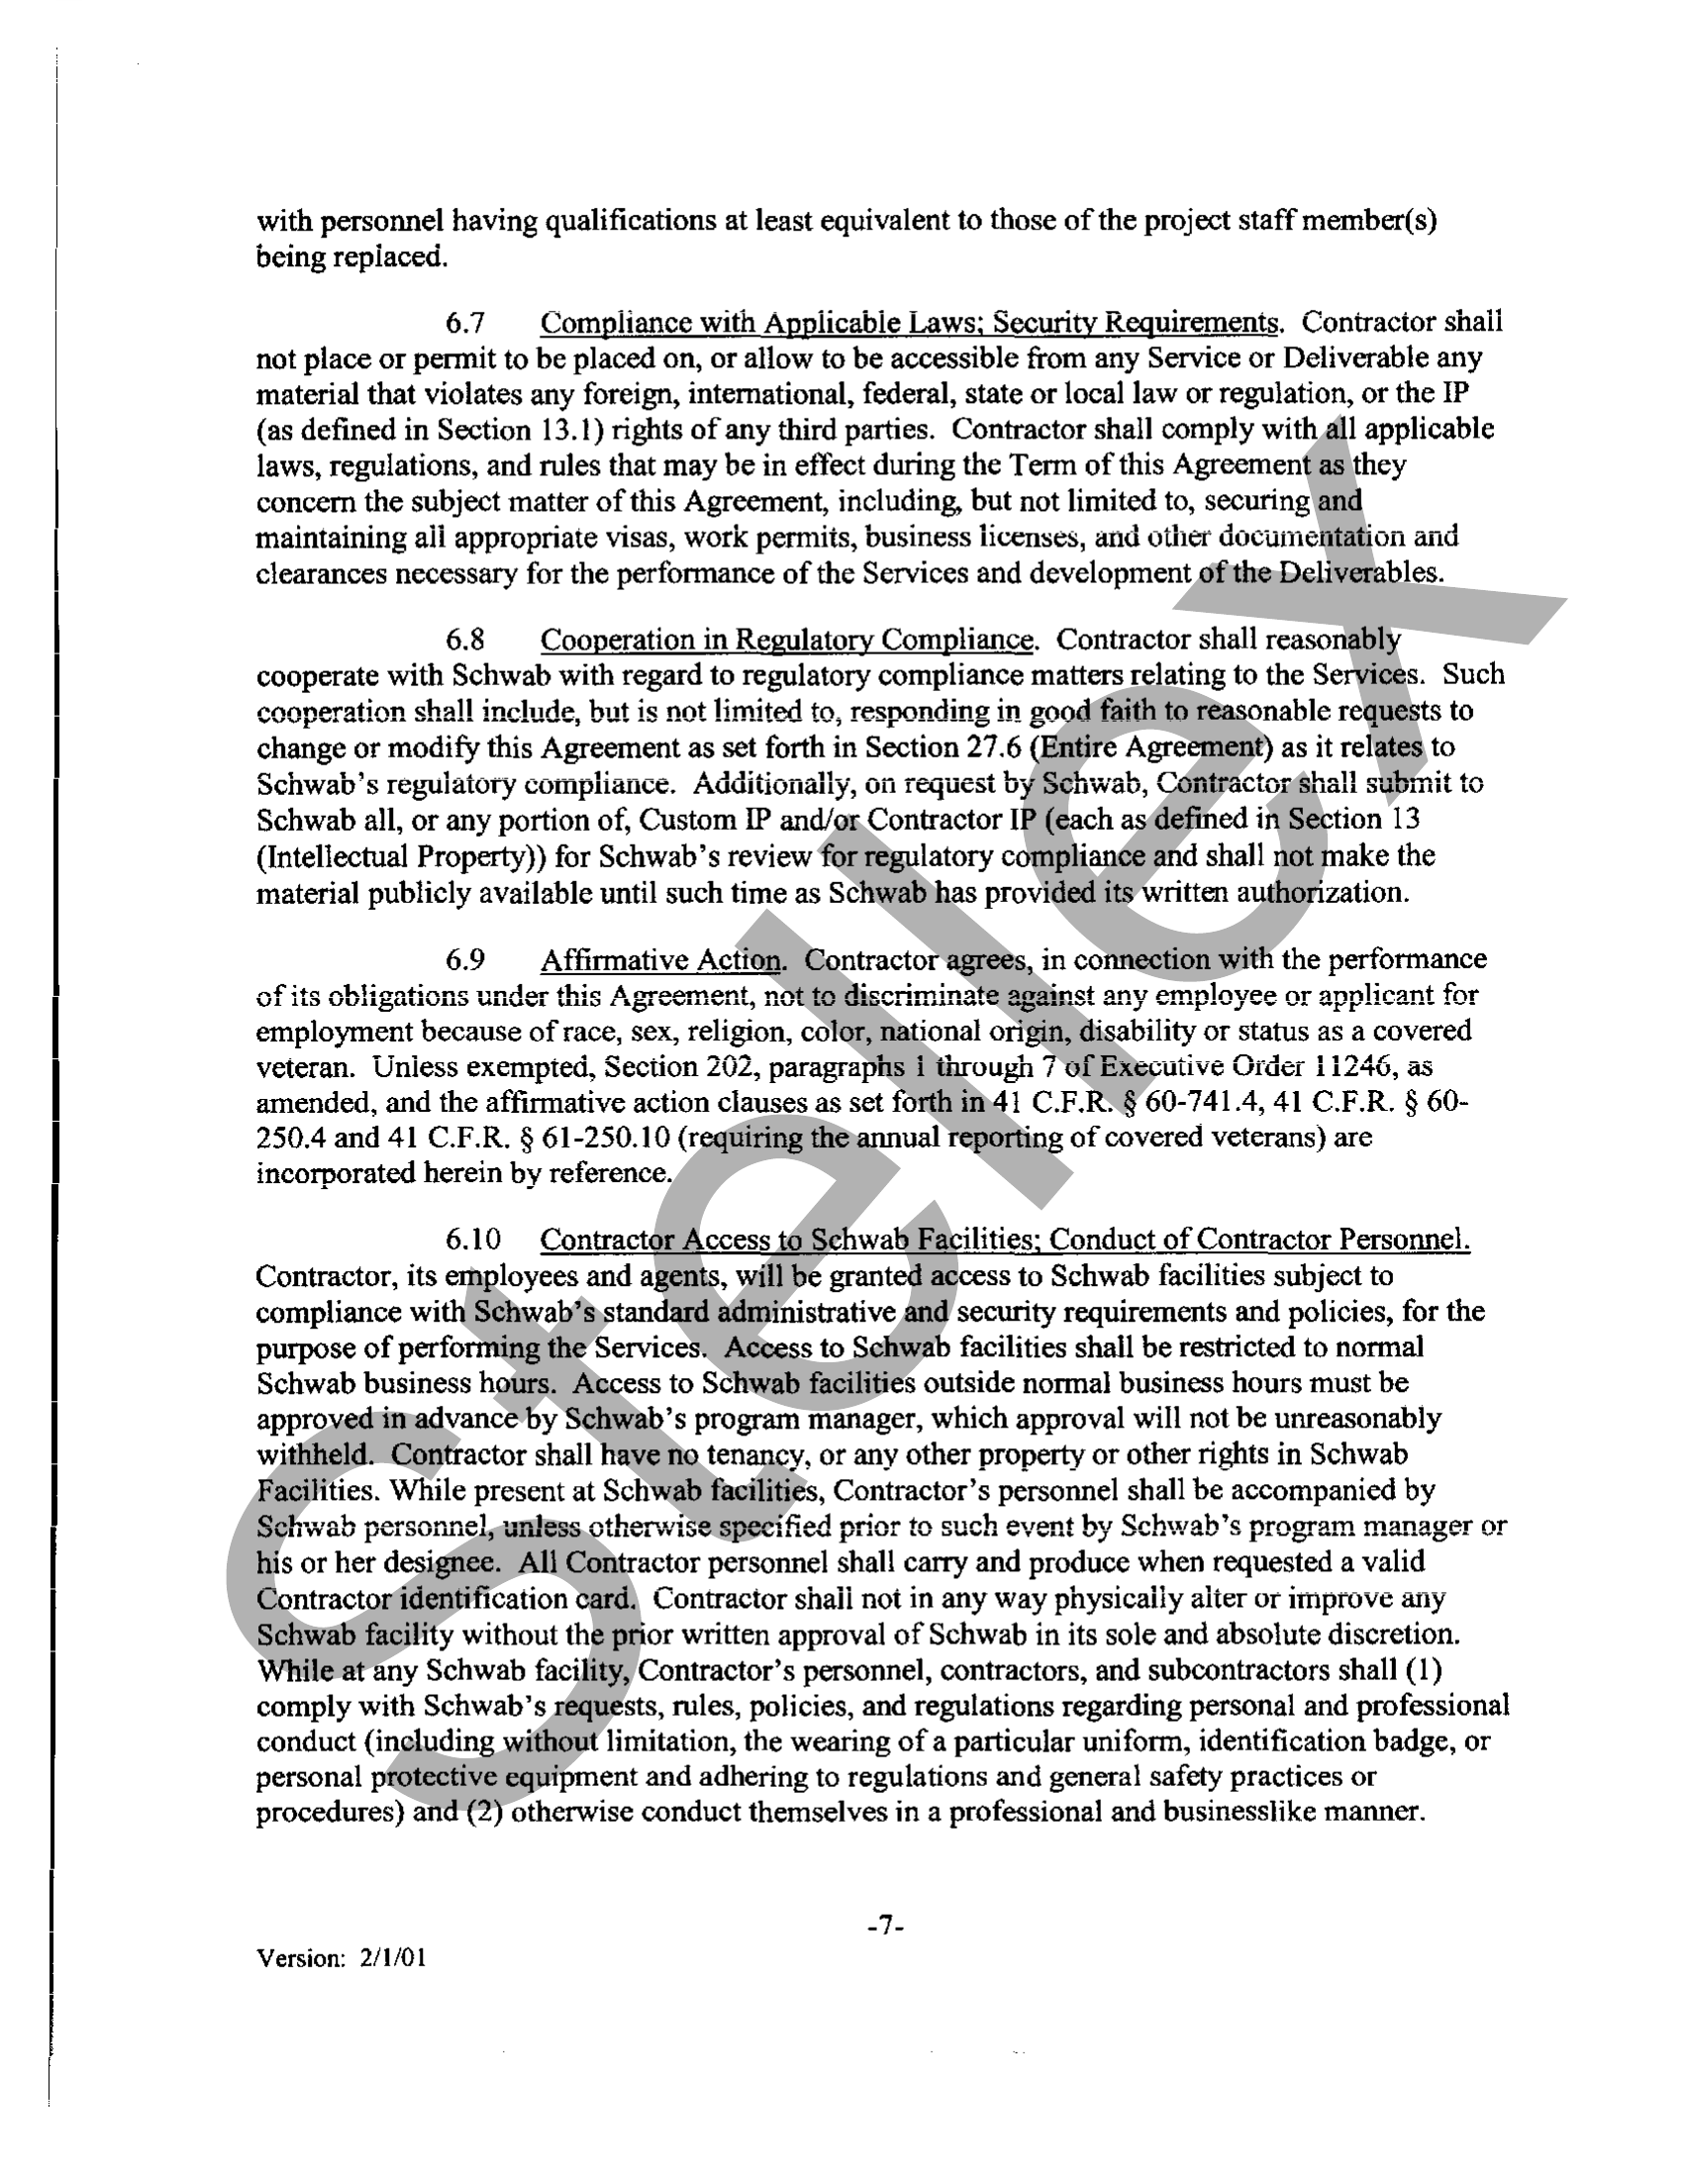 with personnel having qualifications at least equivalent to those of the project staff member(s)
being replaced.
6.7 Compliance with Applicable Laws; Security Requirements. Contractor shall
not place or permit to be placed on, or allow to be accessible from any Service or Deliverable any
material that violates any foreign, international, federal, state or local law or regulation, or the IP
(as defined in Section 13.1) rights of any third parties. Contractor shall comply with all applicable
laws, regulations, and rules that may be in effect during the Term of this Agreement as they
concern the subject matter of this Agreement, including, but not limited to, securing and
maintaining all appropriate visas, work permits, business licenses, and other documentation and
clearances necessary for the performance of the Services and development of the Deliverables.
6.8 Cooperation in Regulatory Compliance. Contractor shall reasonably
cooperate with Schwab with regard to regulatory compliance matters relating to the Services. Such
cooperation shall include, but is not limited to, responding in good faith to reasonable requests to
change or modify this Agreement as set forth in Section 27.6 (Entire Agreement) as it relates to
Schwab's regulatory compliance. Additionally, on request by Schwab, Contractor shall submit to
Schwab all, or any portion of, Custom IP and/or Contractor IP (each as defined in Section 13
(Intellectual Property)) for Schwab's review for regulatory compliance and shall not make the
material publicly available until such time as Schwab has provided its written authorization.
6.9 Affirmative Action. Contractor agrees, in connection with the performance
of its obligations under this Agreement, not to discriminate against any employee or applicant for
employment because of race, sex, religion, color, national origin, disability or status as a covered
veteran. Unless exempted, Section 202, paragraphs 1 through 7 of Executive Order 11246, as
amended, and the affirmative action clauses as set forth in 41 C.F.R. § 60-741.4, 41 C.F.R. § 60-
250.4 and 41 C.F.R. § 61-250.10 (requiring the annual reporting of covered veterans) are
incorporated herein by reference.
6.10 Contractor Access to Schwab Facilities; Conduct of Contractor Personnel.
Contractor, its employees and agents, will be granted access to Schwab facilities subject to
compliance with Schwab's standard administrative and security requirements and policies, for the
purpose of performing the Services. Access to Schwab facilities shall be restricted to normal
Schwab business hours. Access to Schwab facilities outside normal business hours must be
approved in advance by Schwab's program manager, which approval will not be unreasonably
withheld. Contractor shall have no tenancy, or any other property or other rights in Schwab
Facilities. While present at Schwab facilities, Contractor's personnel shall be accompanied by
Schwab personnel, unless otherwise specified prior to such event by Schwab's program manager or
his or her designee. All Contractor personnel shall carry and produce when requested a valid
Contractor identification card. Contractor shall not in any way physically alter or improve any
Schwab facility without the prior written approval of Schwab in its sole and absolute discretion.
While at any Schwab facility, Contractor's personnel, contractors, and subcontractors shall (1)
comply with Schwab's requests, rules, policies, and regulations regarding personal and professional
conduct (including without limitation, the wearing of a particular uniform, identification badge, or
personal protective equipment and adhering to regulations and general safety practices or
procedures) and (2) otherwise conduct themselves in a professional and businesslike manner.
-7-
Version: 2/1/01
Stellex